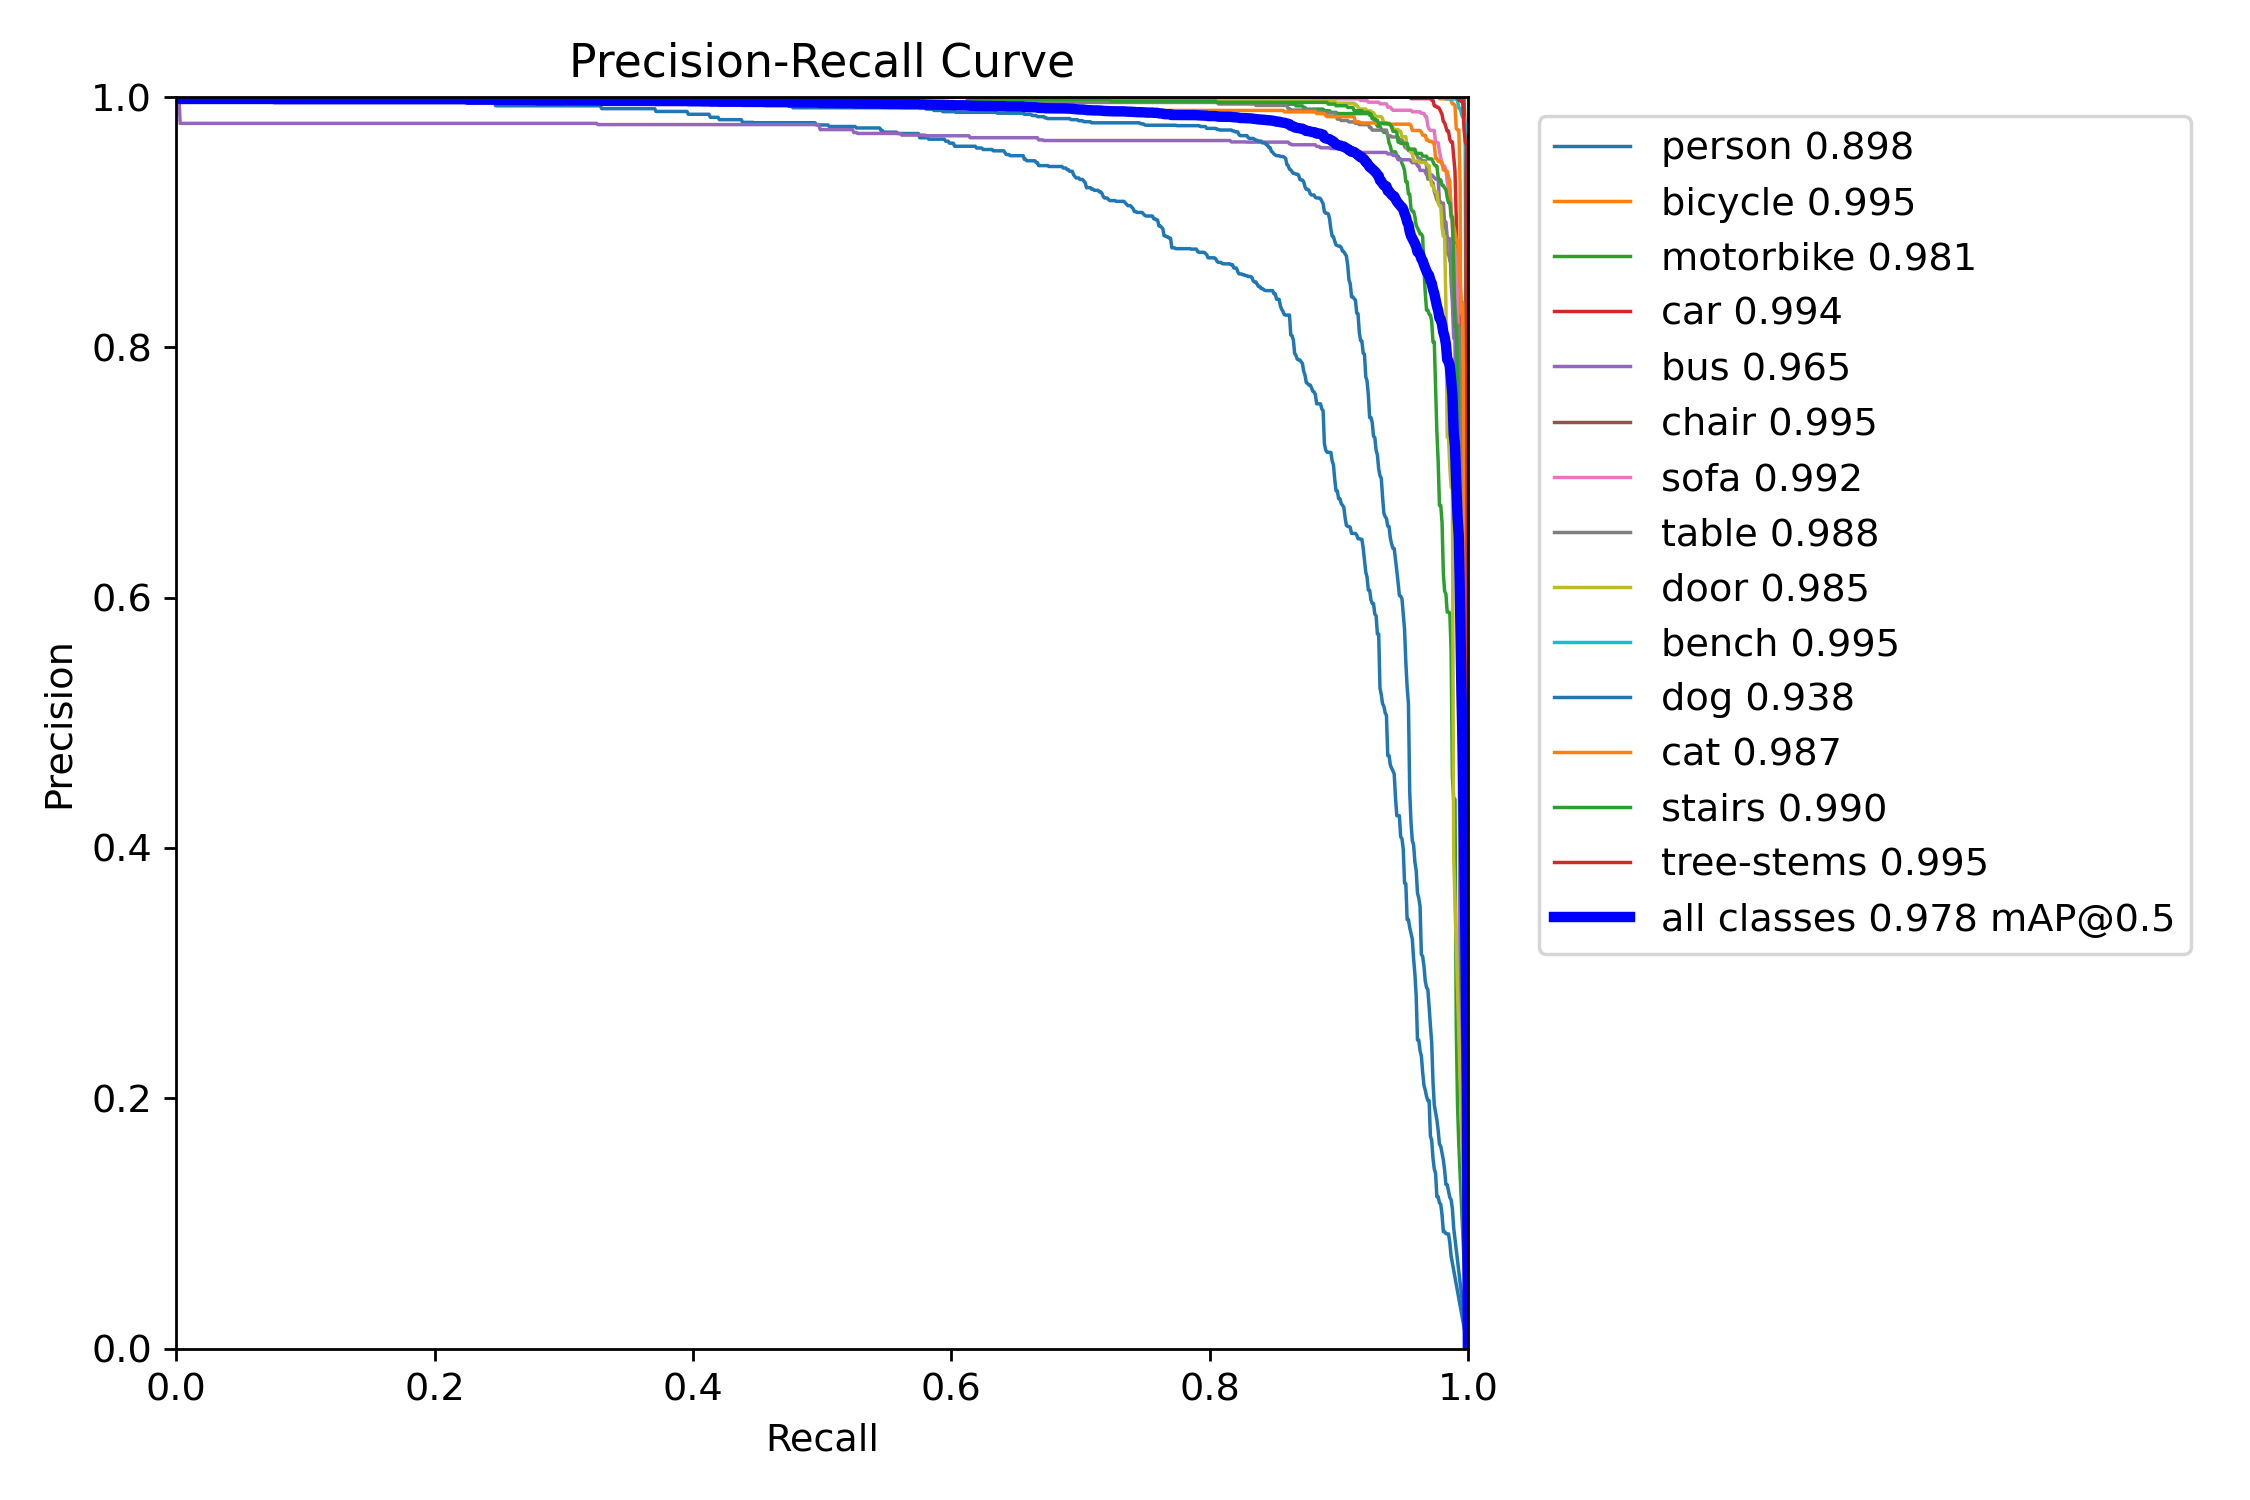 Precision-Recall Curve
1.0
0.8
0.6
0.4
0.2
0.0
Precision
0.0 0.2 0.4 0.6 0.8 1.0
Recall
person 0.898
bicycle 0.995
motorbike 0.981
car 0.994
bus 0.965
chair 0.995
sofa 0.992
table 0.988
door 0.985
bench 0.995
dog 0.938
cat 0.987
stairs 0.990
tree-stems 0.995
all classes 0.978 mAP@0.5